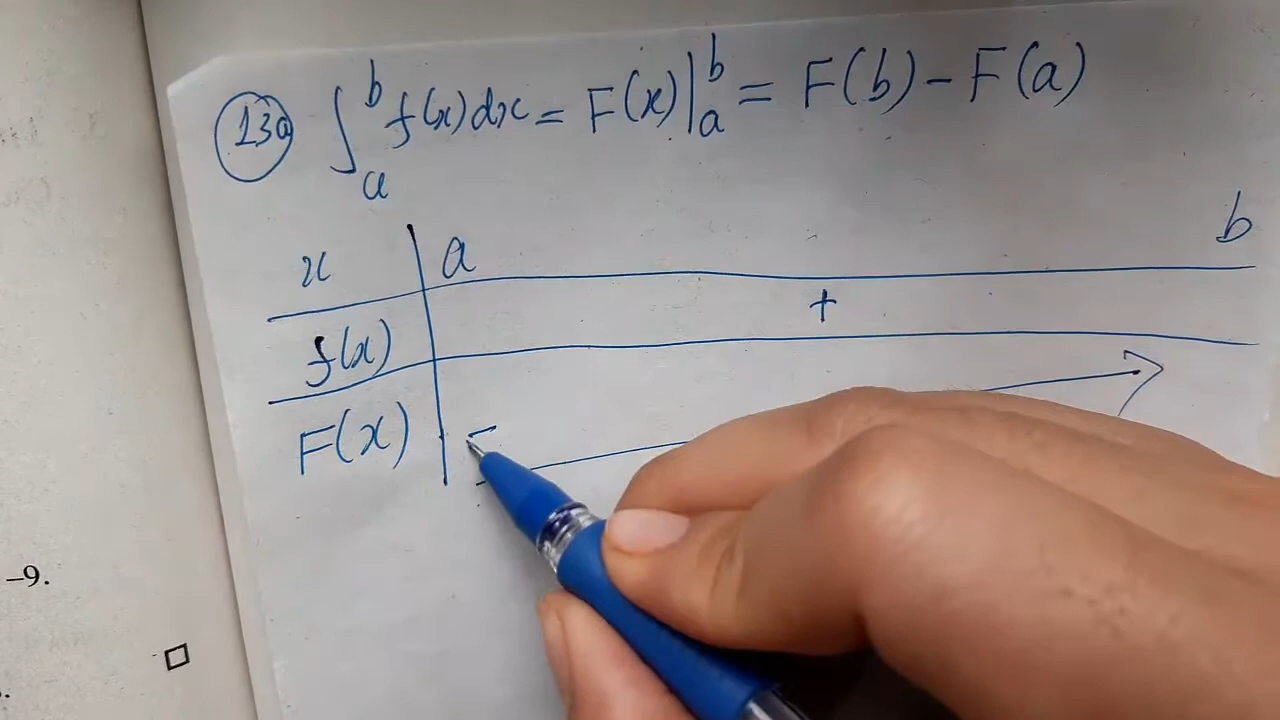 13a ∫_a^b f(x)dx = F(x)|_a^b = F(b) − F(a)
x a b
f(x) +
F(x)
–9.